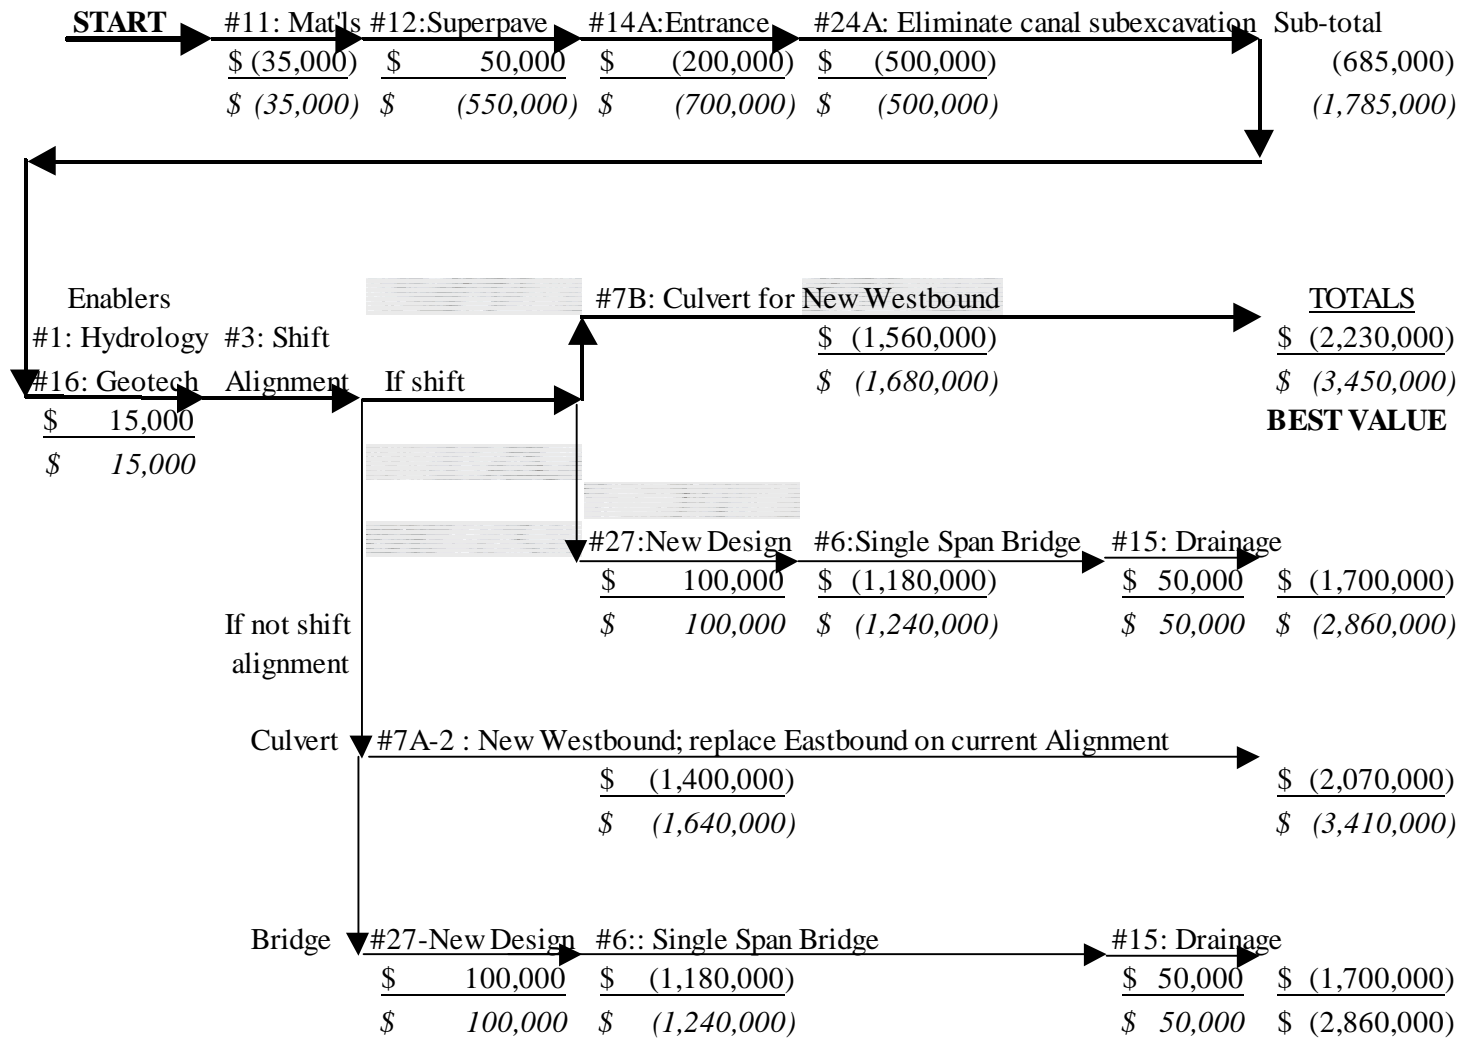 START #11: Mat'ls #12:Superpave #14A:Entrance #24A: Eliminate canal subexcavation Sub-total
$ (35,000) $ 50,000 $ (200,000) $ (500,000) (685,000)
$ (35,000) $ (550,000) $ (700,000) $ (500,000) (1,785,000)
Enablers #7B: Culvert for New Westbound TOTALS
#1: Hydrology #3: Shift $ (1,560,000) $ (2,230,000)
#16: Geotech Alignment If shift $ (1,680,000) $ (3,450,000)
$ 15,000 BEST VALUE
$ 15,000
#27:New Design #6:Single Span Bridge #15: Drainage
$ 100,000 $ (1,180,000) $ 50,000 $ (1,700,000)
If not shift $ 100,000 $ (1,240,000) $ 50,000 $ (2,860,000)
alignment
Culvert #7A-2 : New Westbound; replace Eastbound on current Alignment
$ (1,400,000) $ (2,070,000)
$ (1,640,000) $ (3,410,000)
Bridge #27-New Design #6:: Single Span Bridge #15: Drainage
$ 100,000 $ (1,180,000) $ 50,000 $ (1,700,000)
$ 100,000 $ (1,240,000) $ 50,000 $ (2,860,000)